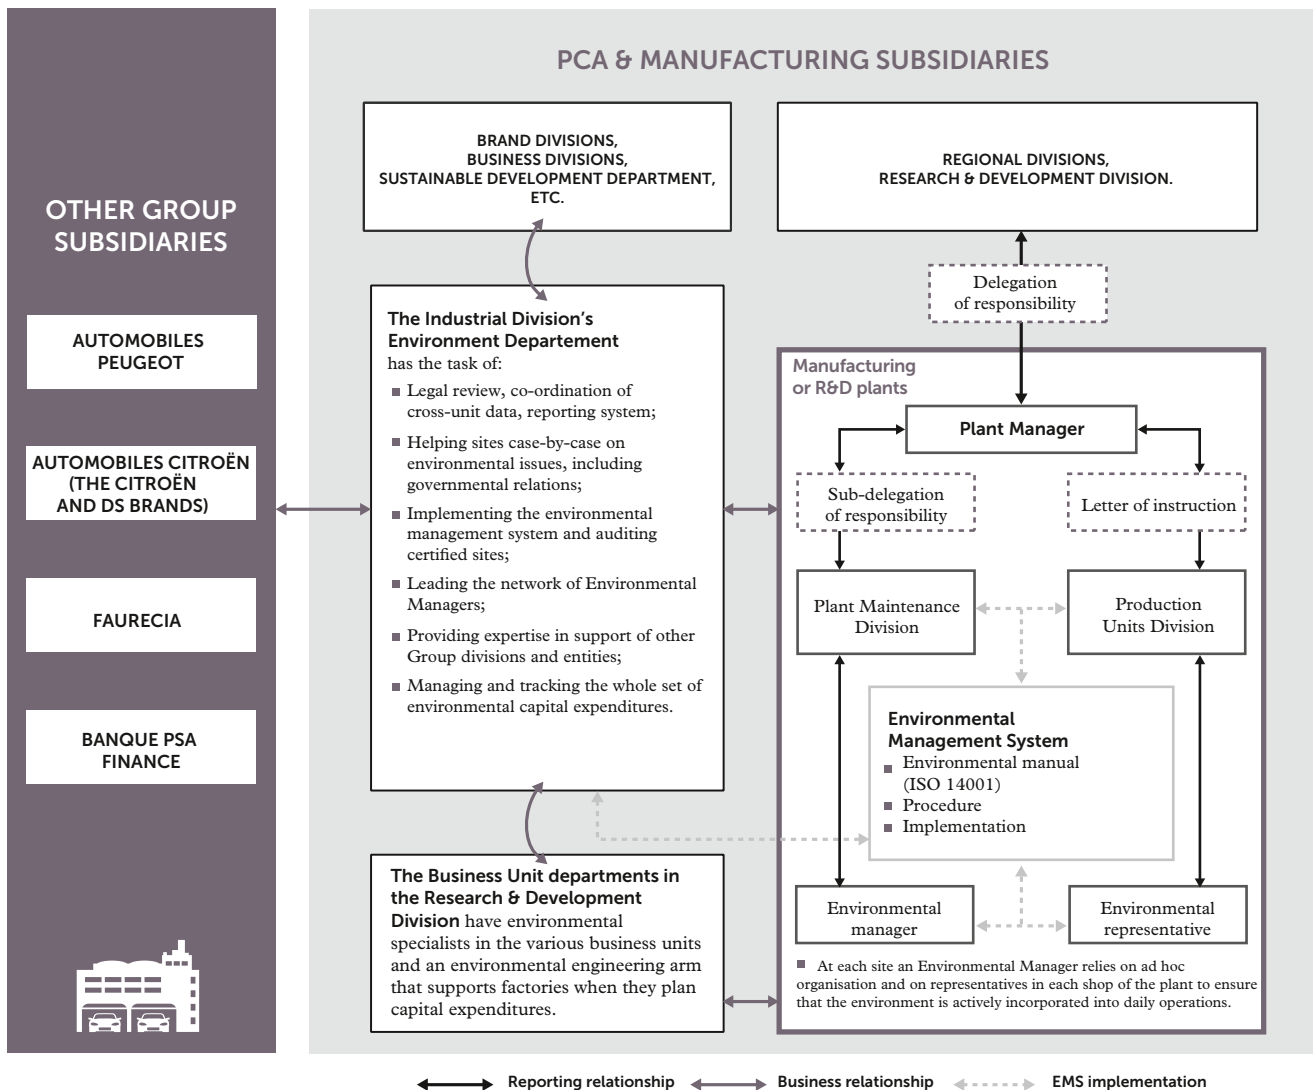 PCA & MANUFACTURING SUBSIDIARIES
OTHER GROUP
SUBSIDIARIES
AUTOMOBILES
PEUGEOT
AUTOMOBILES CITROËN
(THE CITROËN
AND DS BRANDS)
FAURECIA
BANQUE PSA
FINANCE
BRAND DIVISIONS,
BUSINESS DIVISIONS,
SUSTAINABLE DEVELOPMENT DEPARTMENT,
ETC.
The Industrial Division's
Environment Departement
has the task of:
■ Legal review, co-ordination of
cross-unit data, reporting system;
■ Helping sites case-by-case on
environmental issues, including
governmental relations;
■ Implementing the environmental
management system and auditing
certified sites;
■ Leading the network of Environmental
Managers;
■ Providing expertise in support of other
Group divisions and entities;
■ Managing and tracking the whole set of
environmental capital expenditures.
The Business Unit departments in
the Research & Development
Division have environmental
specialists in the various business units
and an environmental engineering arm
that supports factories when they plan
capital expenditures.
REGIONAL DIVISIONS,
RESEARCH & DEVELOPMENT DIVISION.
Delegation
of responsibility
Manufacturing
or R&D plants
Plant Manager
Sub-delegation
of responsibility
Letter of instruction
Plant Maintenance
Division
Production
Units Division
Environmental
Management System
■ Environmental manual
(ISO 14001)
■ Procedure
■ Implementation
Environmental
manager
Environmental
representative
■ At each site an Environmental Manager relies on ad hoc
organisation and on representatives in each shop of the plant to ensure
that the environment is actively incorporated into daily operations.
Reporting relationship
Business relationship
EMS implementation